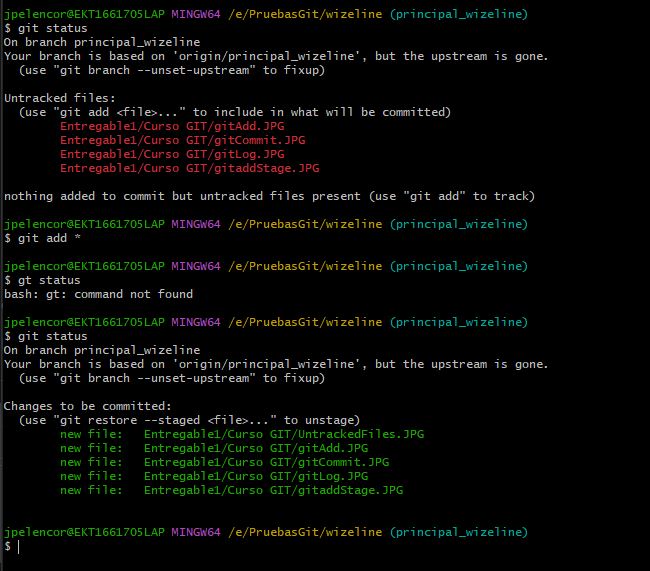 jpelencor@EKT1661705LAP MINGW64 /e/PruebasGit/wizeline (principal_wizeline)
$ git status
On branch principal_wizeline
Your branch is based on 'origin/principal_wizeline', but the upstream is gone.
  (use "git branch --unset-upstream" to fixup)

Untracked files:
  (use "git add <file>..." to include in what will be committed)
        Entregable1/Curso GIT/gitAdd.JPG
        Entregable1/Curso GIT/gitCommit.JPG
        Entregable1/Curso GIT/gitLog.JPG
        Entregable1/Curso GIT/gitaddStage.JPG

nothing added to commit but untracked files present (use "git add" to track)

jpelencor@EKT1661705LAP MINGW64 /e/PruebasGit/wizeline (principal_wizeline)
$ git add *

jpelencor@EKT1661705LAP MINGW64 /e/PruebasGit/wizeline (principal_wizeline)
$ gt status
bash: gt: command not found

jpelencor@EKT1661705LAP MINGW64 /e/PruebasGit/wizeline (principal_wizeline)
$ git status
On branch principal_wizeline
Your branch is based on 'origin/principal_wizeline', but the upstream is gone.
  (use "git branch --unset-upstream" to fixup)

Changes to be committed:
  (use "git restore --staged <file>..." to unstage)
        new file:   Entregable1/Curso GIT/UntrackedFiles.JPG
        new file:   Entregable1/Curso GIT/gitAdd.JPG
        new file:   Entregable1/Curso GIT/gitCommit.JPG
        new file:   Entregable1/Curso GIT/gitLog.JPG
        new file:   Entregable1/Curso GIT/gitaddStage.JPG

jpelencor@EKT1661705LAP MINGW64 /e/PruebasGit/wizeline (principal_wizeline)
$